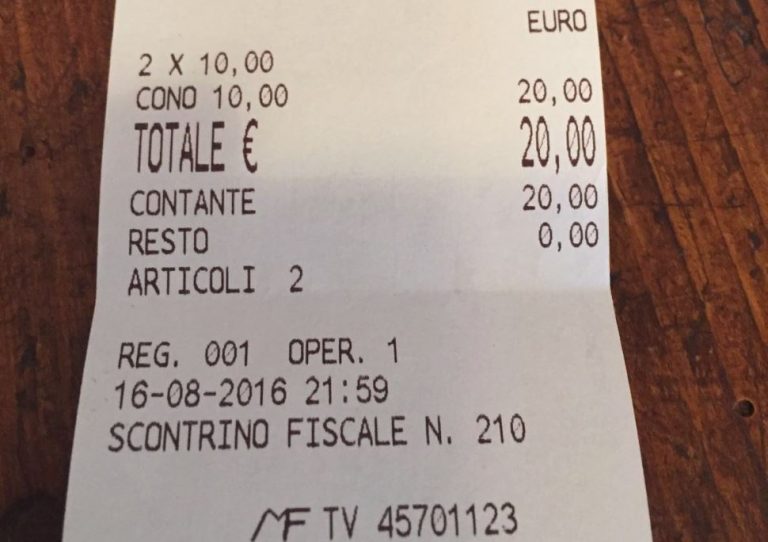 EURO
2 X 10,00
CONO 10,00 20,00
TOTALE € 20,00
CONTANTE 20,00
RESTO 0,00
ARTICOLI 2
REG. 001 OPER. 1
16-08-2016 21:59
SCONTRINO FISCALE N. 210
MF TV 45701123